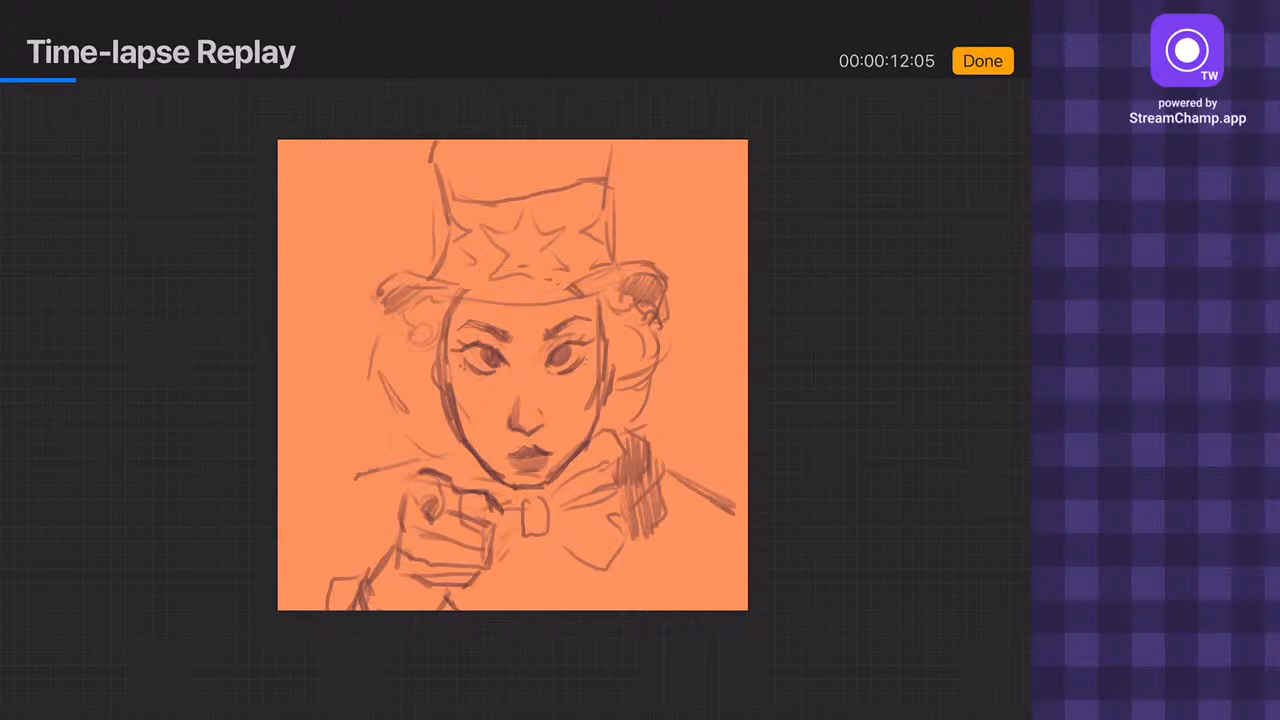 Time-lapse Replay
00:00:12:05
Done
TW
powered by
StreamChamp.app